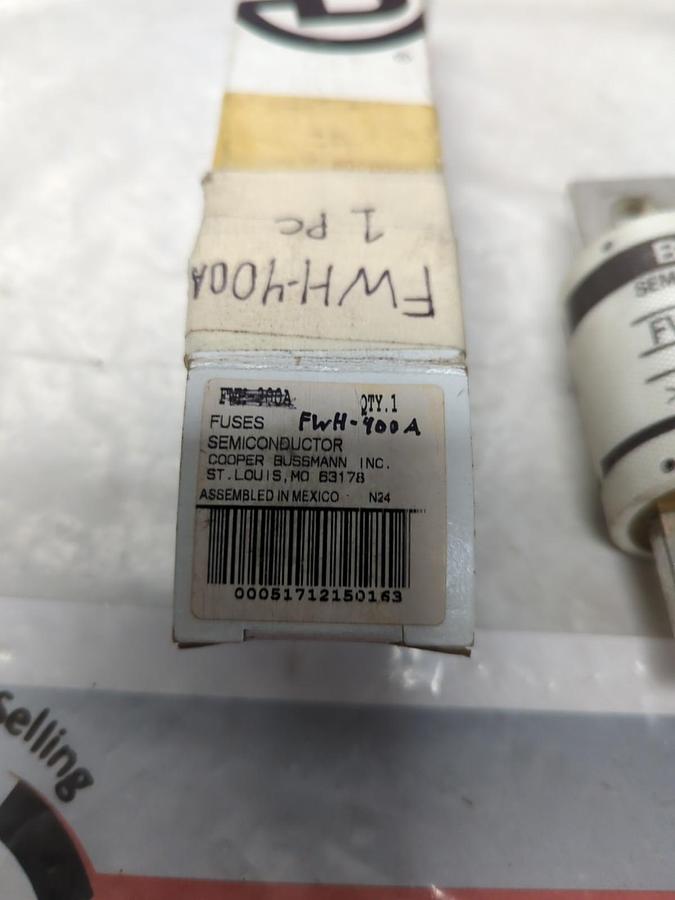 ®
1 PC
FWH-400A
QTY.1
FUSES FWH-400A
SEMICONDUCTOR
COOPER BUSSMANN INC.
ST.LOUIS,MO 63178
ASSEMBLED IN MEXICO N24
00051712150163
B
SEM
FW
selling